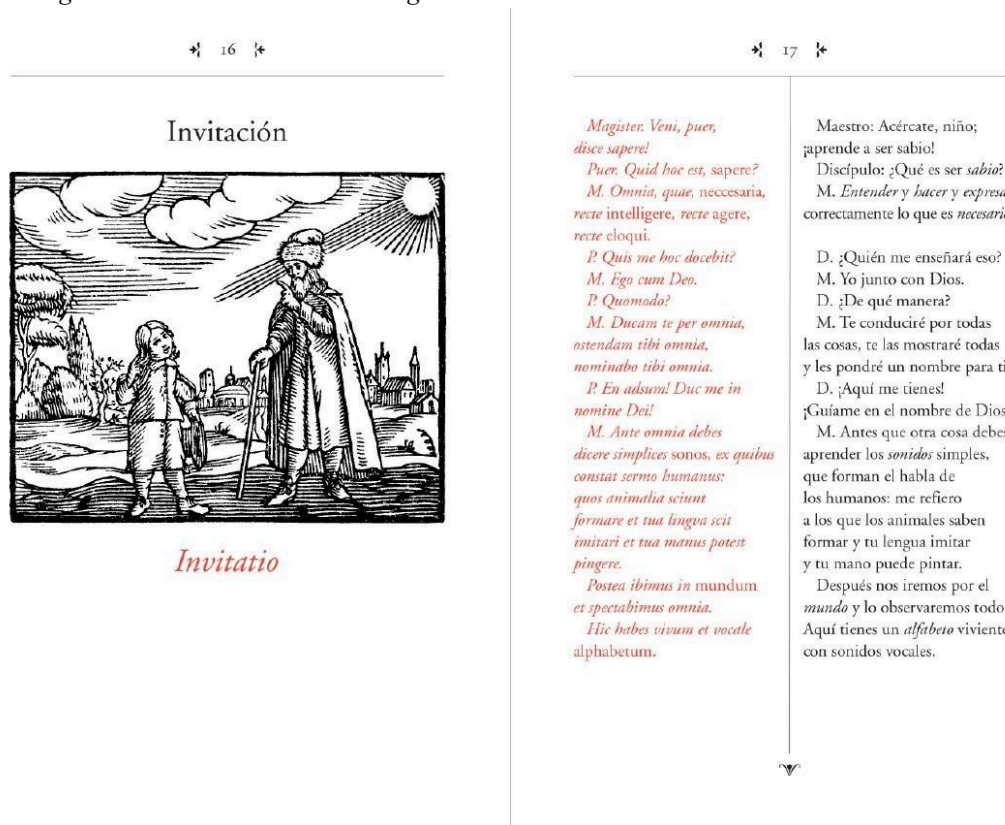 16
Invitación
Invitatio
17
Magister. Veni, puer,
disce sapere!
Puer. Quid hoc est, sapere?
M. Omnia, quae, neccesaria,
recte intelligere, recte agere,
recte eloqui.
P. Quis me hoc docebit?
M. Ego cum Deo.
P. Quomodo?
M. Ducam te per omnia,
ostendam tibi omnia,
nominabo tibi omnia.
P. En adsum! Duc me in
nomine Dei!
M. Ante omnia debes
dicere simplices sonos, ex quibus
constat sermo humanus:
quos animalia sciunt
formare et tua lingva scit
imitari et tua manus potest
pingere.
Postea ibimus in mundum
et spectabimus omnia.
Hic habes vivum et vocale
alphabetum.
Maestro: Acércate, niño;
¡aprende a ser sabio!
Discípulo: ¿Qué es ser sabio?
M. Entender y hacer y expresa
correctamente lo que es necesari
D. ¿Quién me enseñará eso?
M. Yo junto con Dios.
D. ¿De qué manera?
M. Te conduciré por todas
las cosas, te las mostraré todas
y les pondré un nombre para ti
D. ¡Aquí me tienes!
¡Guíame en el nombre de Dios
M. Antes que otra cosa debes
aprender los sonidos simples,
que forman el habla de
los humanos: me refiero
a los que los animales saben
formar y tu lengua imitar
y tu mano puede pintar.
Después nos iremos por el
mundo y lo observaremos todo
Aquí tienes un alfabeto viviente
con sonidos vocales.